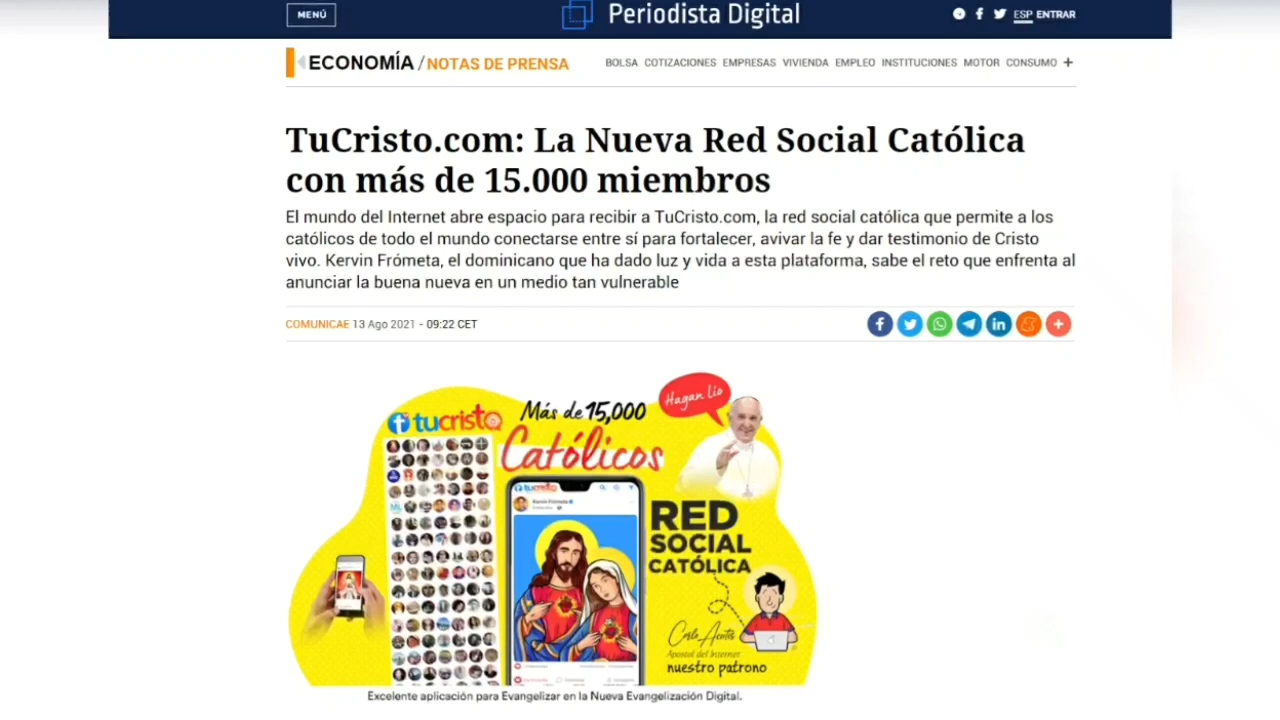 MENÚ
Periodista Digital
ESP ENTRAR
ECONOMÍA / NOTAS DE PRENSA
BOLSA COTIZACIONES EMPRESAS VIVIENDA EMPLEO INSTITUCIONES MOTOR CONSUMO +
TuCristo.com: La Nueva Red Social Católica
con más de 15.000 miembros
El mundo del Internet abre espacio para recibir a TuCristo.com, la red social católica que permite a los
católicos de todo el mundo conectarse entre sí para fortalecer, avivar la fe y dar testimonio de Cristo
vivo. Kervin Frómeta, el dominicano que ha dado luz y vida a esta plataforma, sabe el reto que enfrenta al
anunciar la buena nueva en un medio tan vulnerable
COMUNICAE 13 Ago 2021 - 09:22 CET
Hagan lío
tucristo
Más de 15,000
Católicos
tucristo
Kervin Frómeta
RED
SOCIAL
CATÓLICA
Carlo Acutis
Apostol del Internet
nuestro patrono
Excelente aplicación para Evangelizar en la Nueva Evangelización Digital.